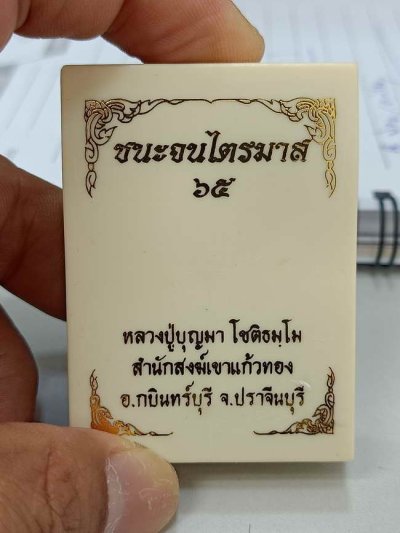 ชนะจนไตรมาส
๖๕
หลวงปู่บุญมา โชติธมฺโม
สำนักสงฆ์เขาแก้วทอง
อ.กบินทร์บุรี จ.ปราจีนบุรี